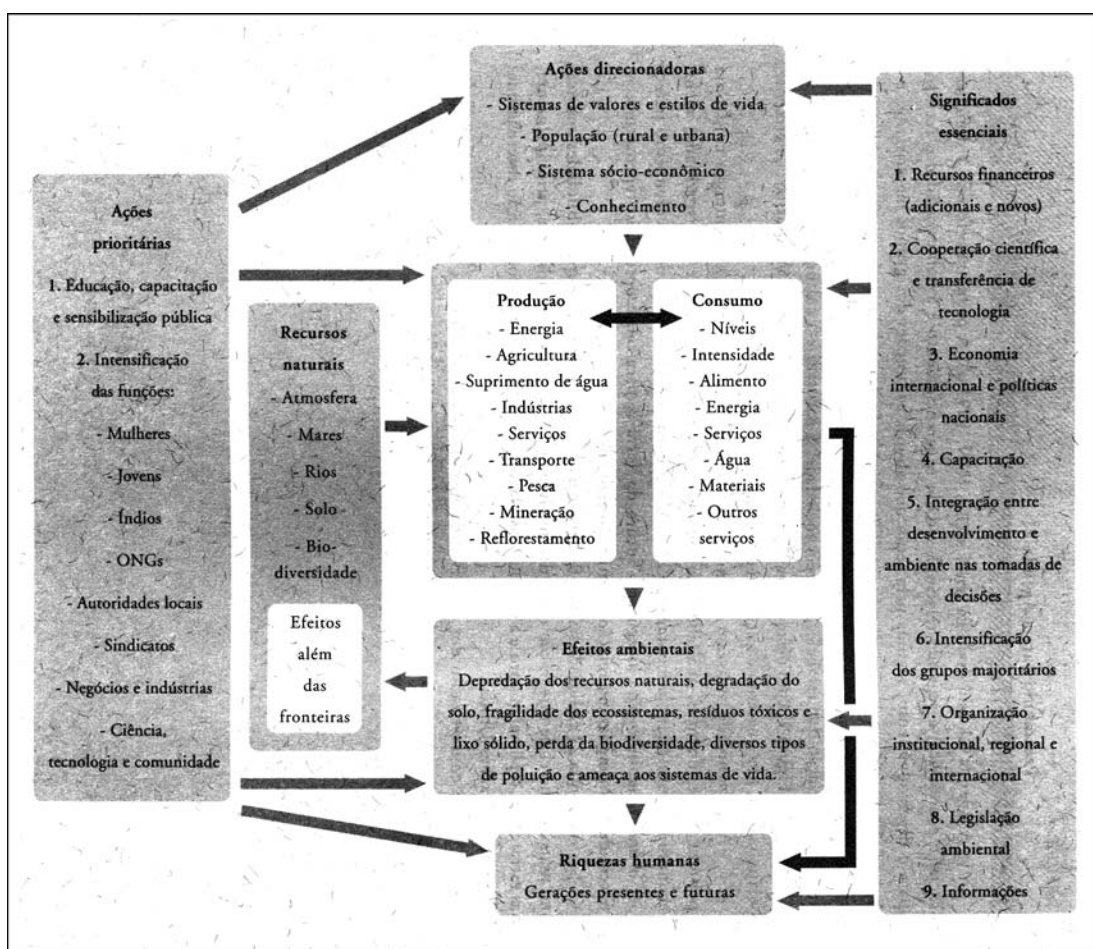 Ações direcionadoras
- Sistemas de valores e estilos de vida
- População (rural e urbana)
- Sistema sócio-econômico
- Conhecimento
Ações
prioritárias
1. Educação, capacitação
e sensibilização pública
2. Intensificação
das funções:
- Mulheres
- Jovens
- Índios
- ONGs
- Autoridades locais
- Sindicatos
- Negócios e indústrias
- Ciência,
tecnologia e comunidade
Recursos
naturais
- Atmosfera
- Mares
- Rios
- Solo
- Bio-
diversidade
Efeitos
além
das
fronteiras
Produção
- Energia
- Agricultura
- Suprimento de água
- Indústrias
- Serviços
- Transporte
- Pesca
- Mineração
- Reflorestamento
Consumo
- Níveis
- Intensidade
- Alimento
- Energia
- Serviços
- Água
- Materiais
- Outros
serviços
Efeitos ambientais
Depredação dos recursos naturais, degradação do
solo, fragilidade dos ecossistemas, resíduos tóxicos e
lixo sólido, perda da biodiversidade, diversos tipos
de poluição e ameaça aos sistemas de vida.
Riquezas humanas
Gerações presentes e futuras
Significados
essenciais
1. Recursos financeiros
(adicionais e novos)
2. Cooperação científica
e transferência de
tecnologia
3. Economia
internacional e políticas
nacionais
4. Capacitação
5. Integração entre
desenvolvimento e
ambiente nas tomadas de
decisões
6. Intensificação
dos grupos majoritários
7. Organização
institucional, regional e
internacional
8. Legislação
ambiental
9. Informações